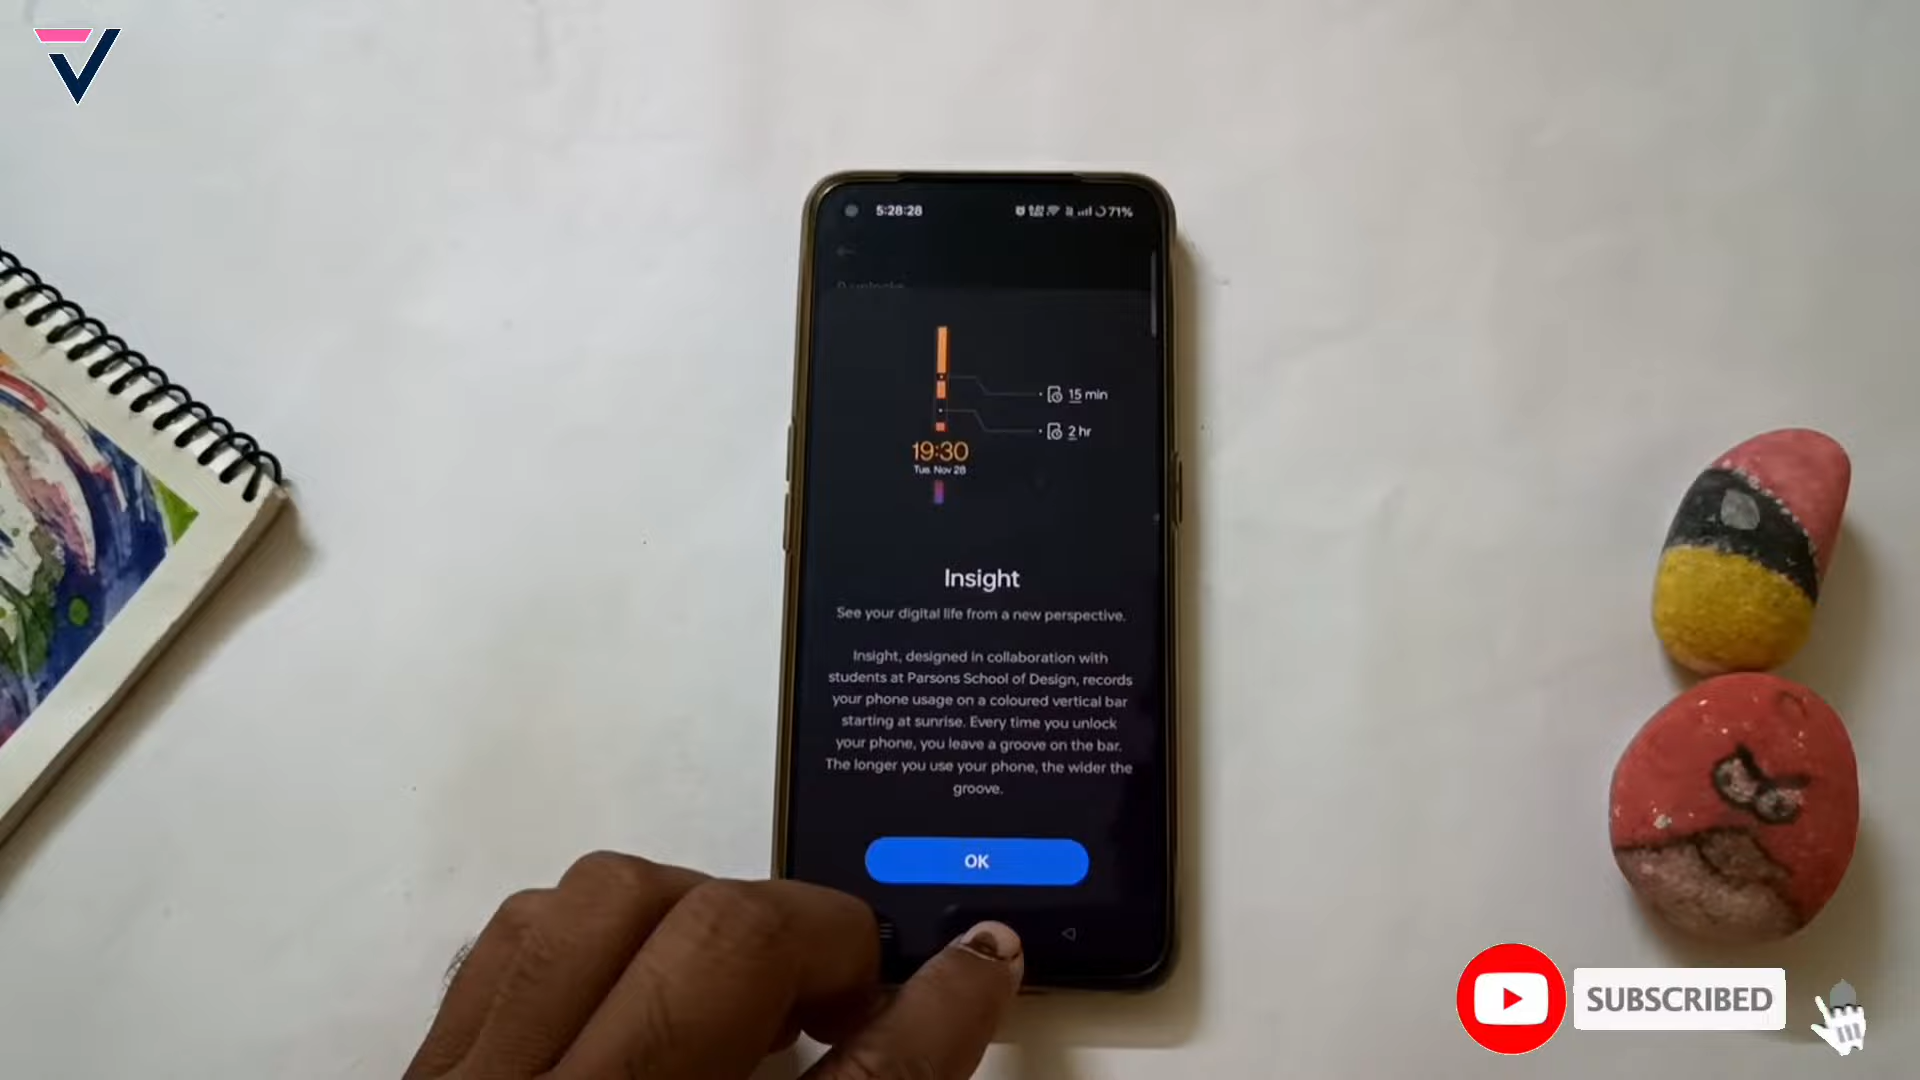 5:28:28
71%
0 unlocks
15 min
2 hr
19:30
Tue. Nov 28
Insight
See your digital life from a new perspective.
Insight, designed in collaboration with
students at Parsons School of Design, records
your phone usage on a coloured vertical bar
starting at sunrise. Every time you unlock
your phone, you leave a groove on the bar.
The longer you use your phone, the wider the
groove.
OK
SUBSCRIBED